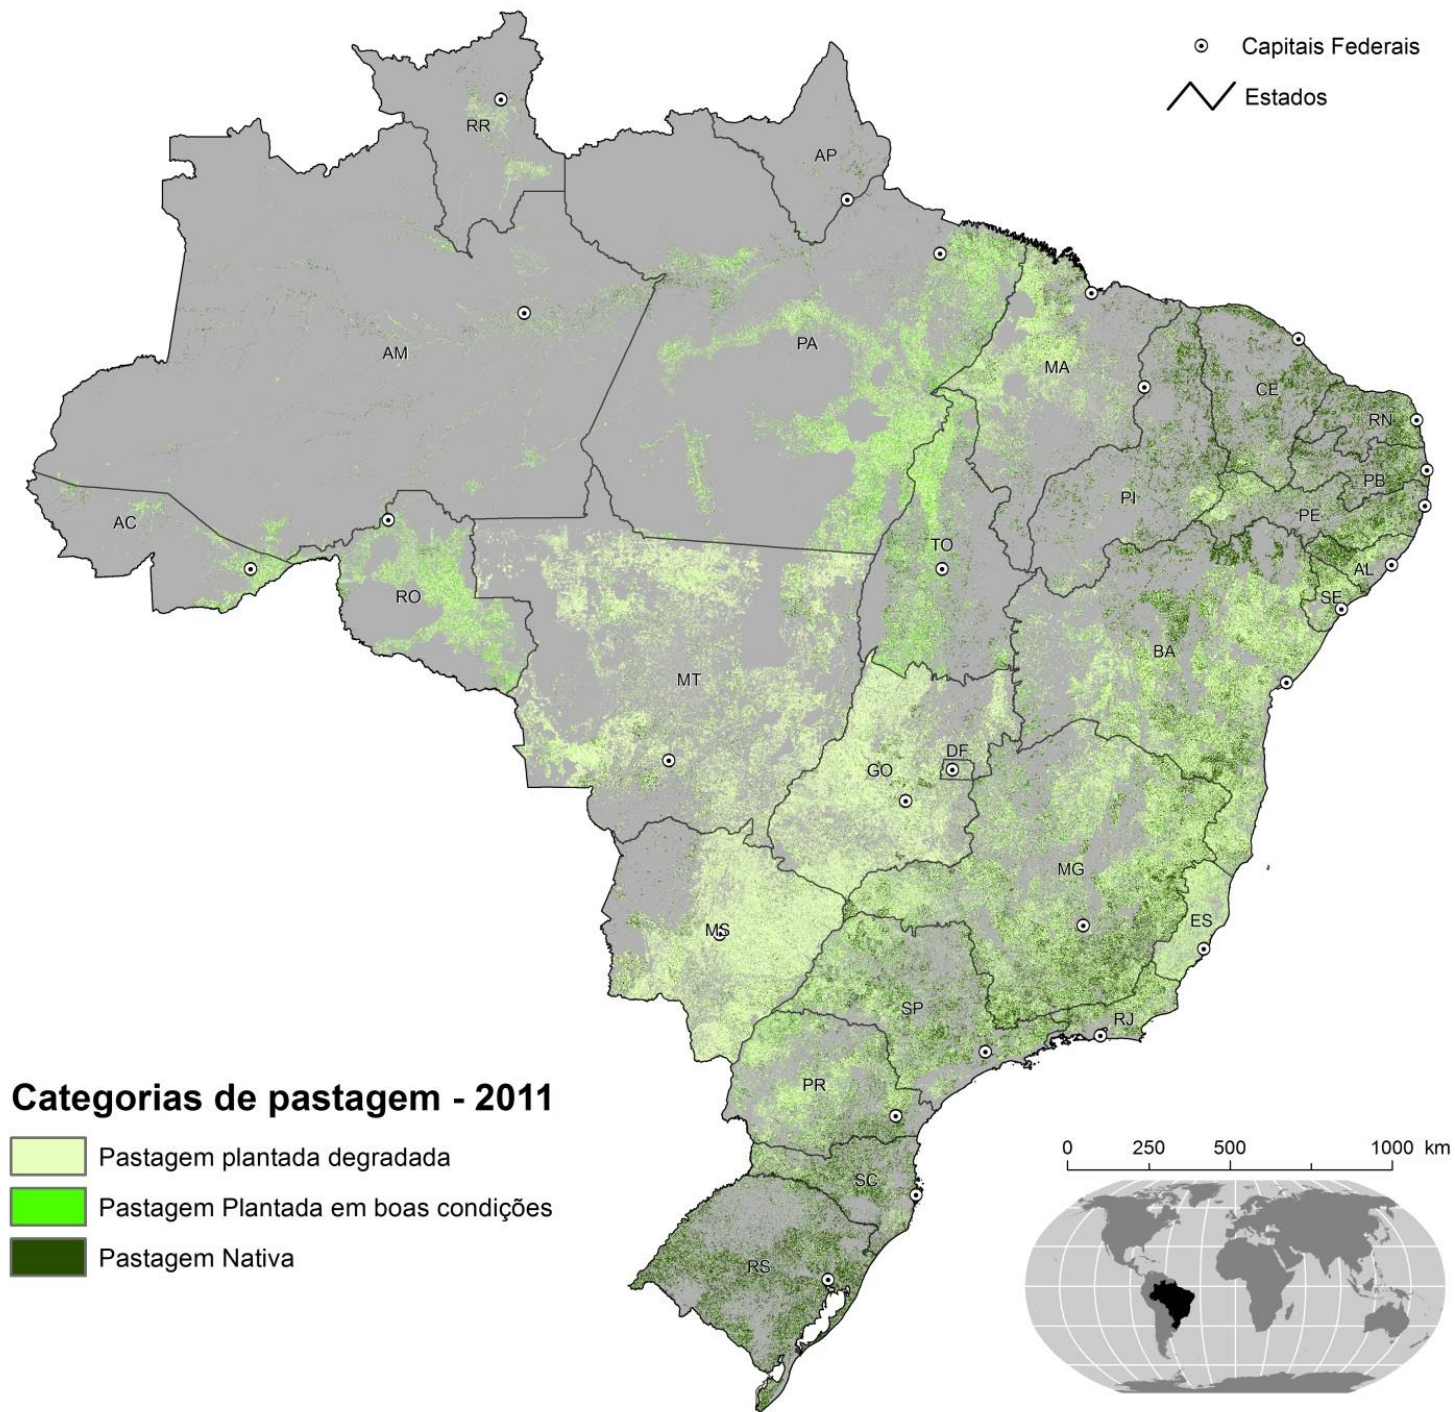 Capitais Federais
Estados
RR
AP
AM
PA
MA
CE
RN
PB
PI
PE
AC
TO
AL
RO
SE
BA
MT
DF
GO
MG
ES
MS
SP
RJ
PR
SC
RS
Categorias de pastagem - 2011
Pastagem plantada degradada
Pastagem Plantada em boas condições
Pastagem Nativa
0 250 500 1000 km